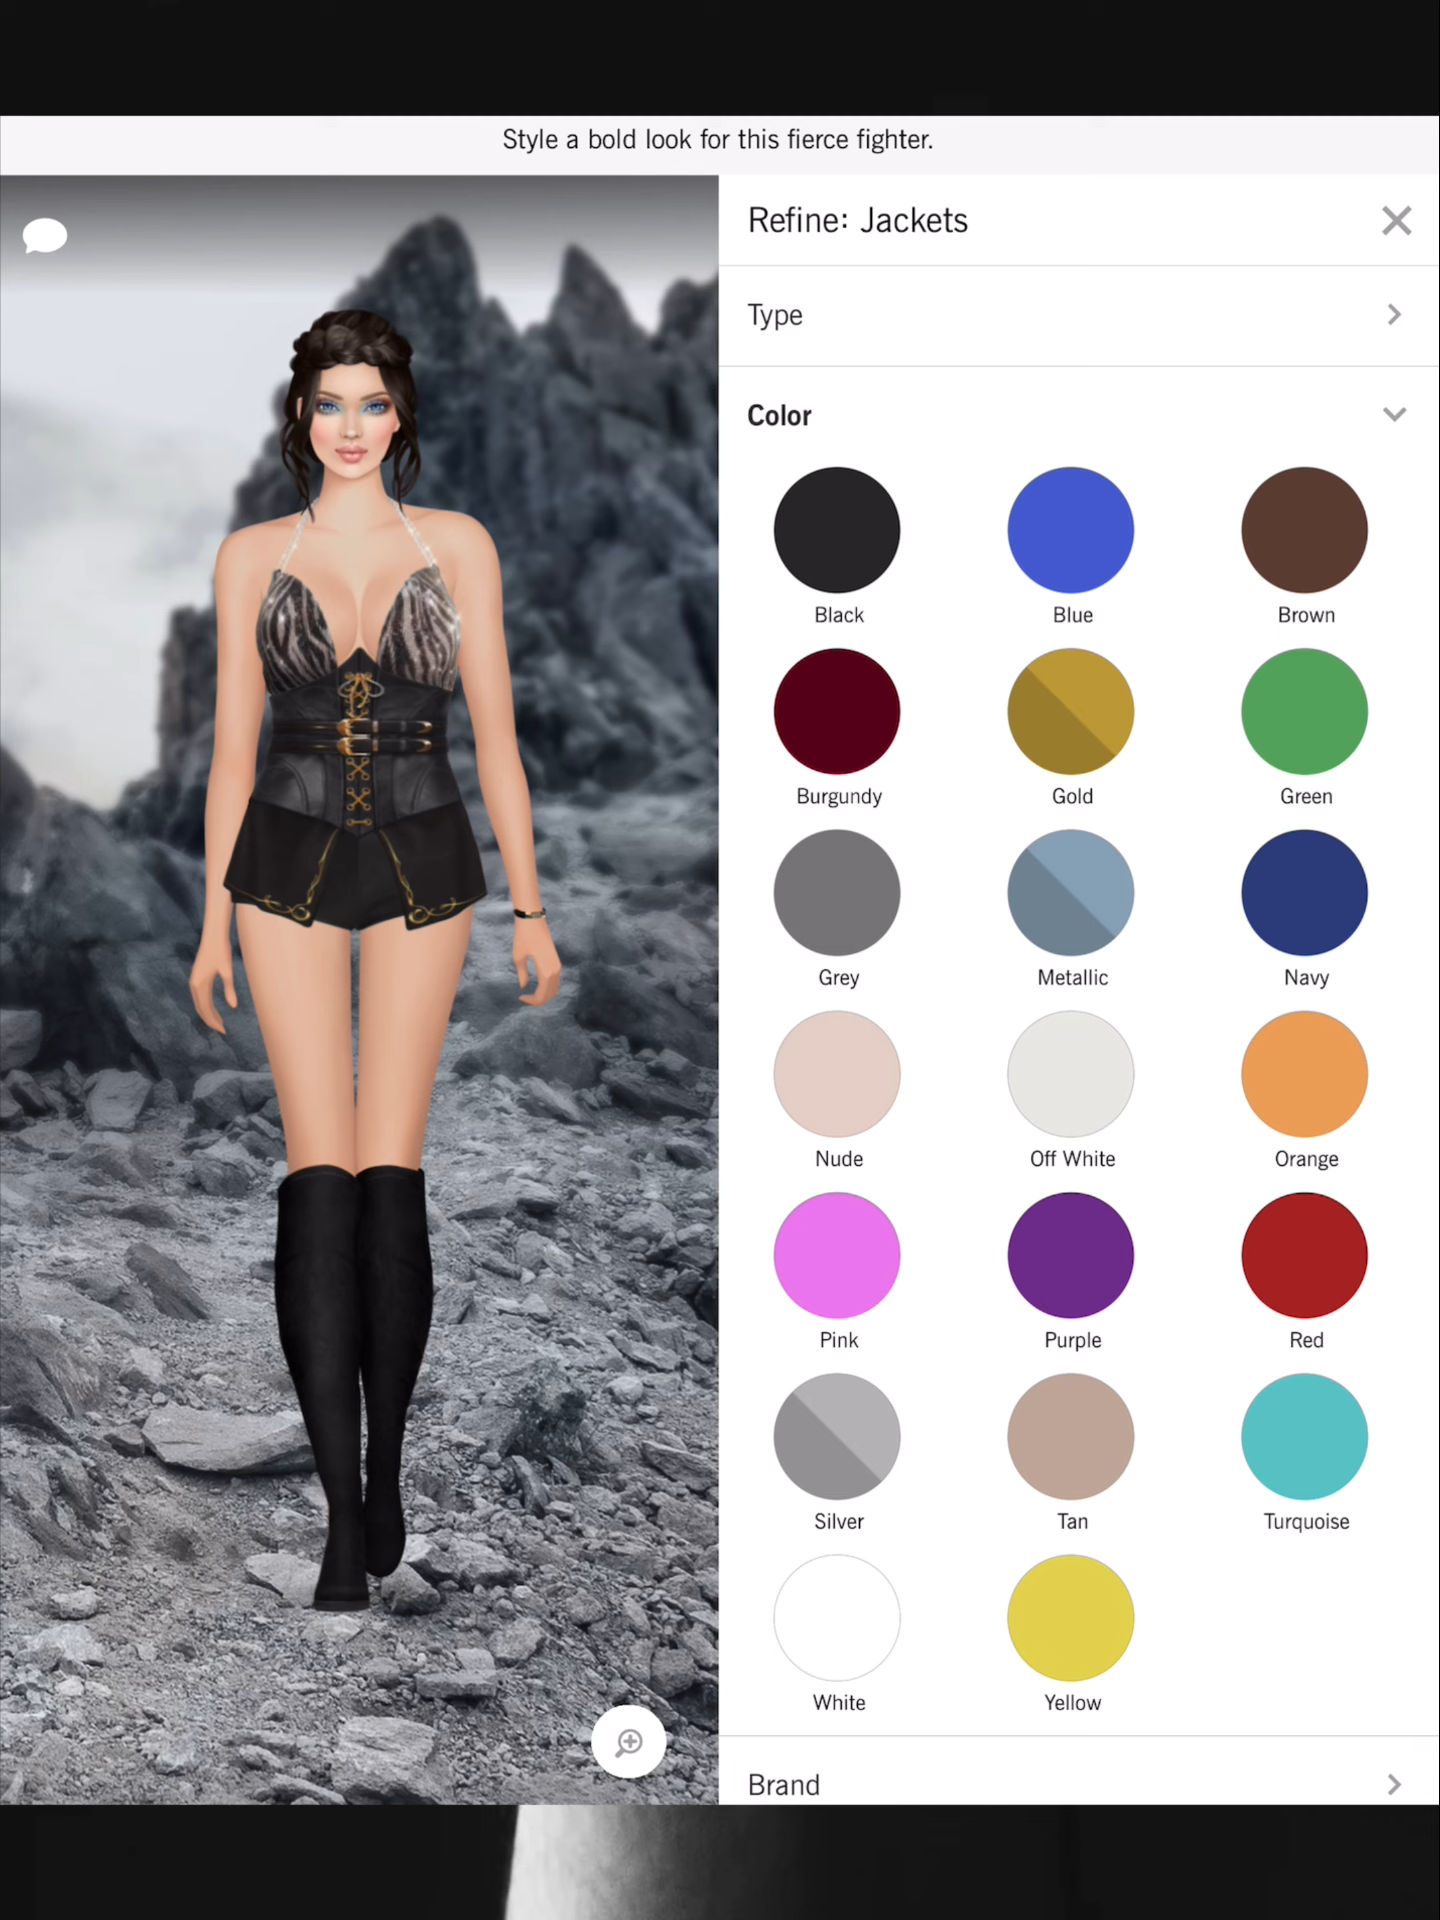 Style a bold look for this fierce fighter.
Refine: Jackets
Type
Color
Black
Blue
Brown
Burgundy
Gold
Green
Grey
Metallic
Navy
Nude
Off White
Orange
Pink
Purple
Red
Silver
Tan
Turquoise
White
Yellow
Brand